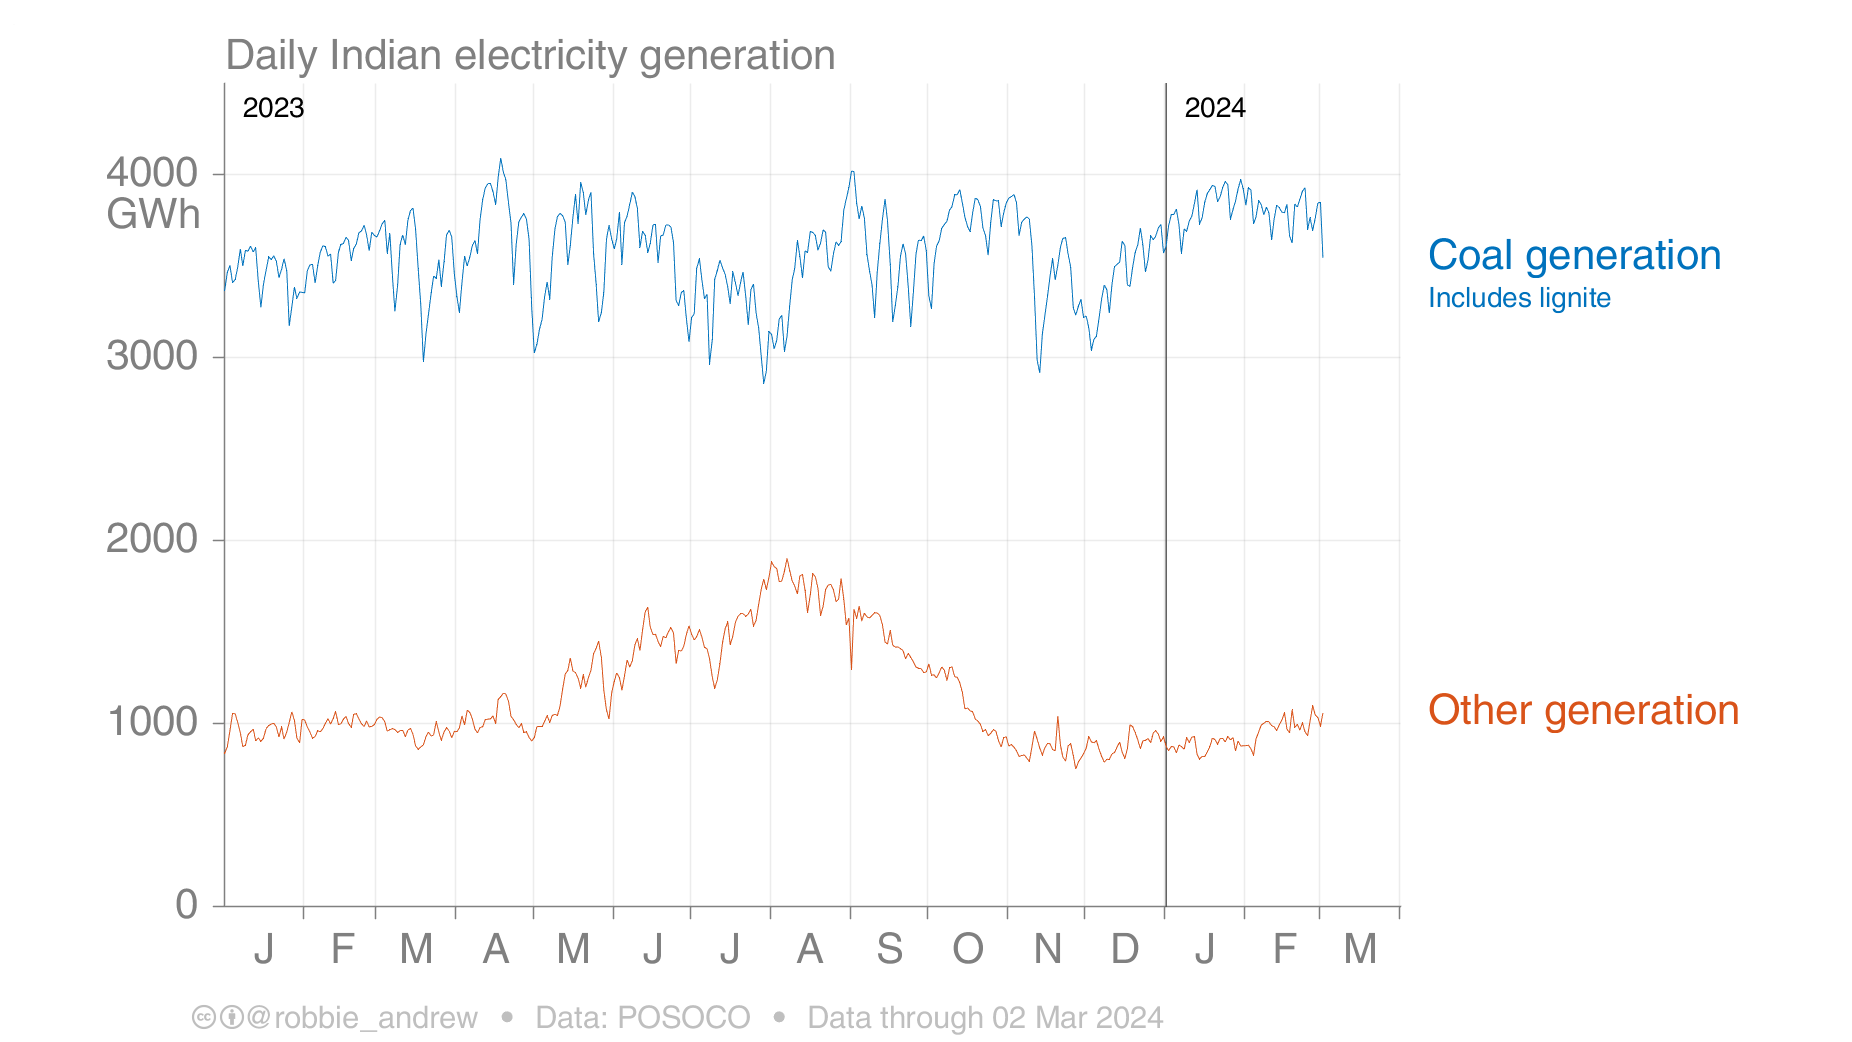 Daily Indian electricity generation
2023
2024
4000
GWh
3000
2000
1000
0
Coal generation
Includes lignite
Other generation
J F M A M J J A S O N D J F M
cc @robbie_andrew • Data: POSOCO • Data through 02 Mar 2024